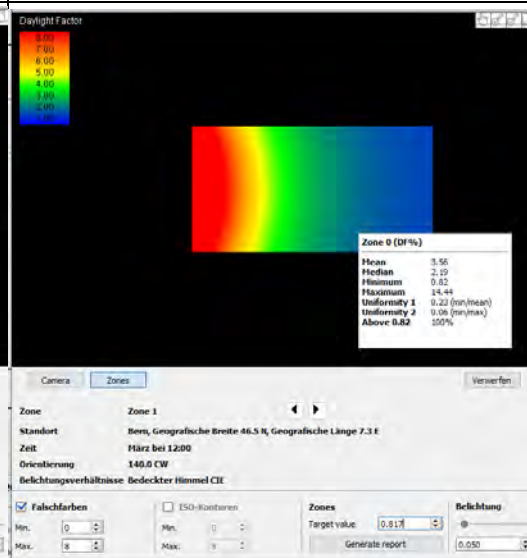 Daylight Factor
8.00
7.00
6.00
5.00
4.00
3.00
2.00
Zone 0 (DF%)
Mean 3.56
Median 2.19
Minimum 0.82
Maximum 14.44
Uniformity 1 0.23 (min/mean)
Uniformity 2 0.06 (min/max)
Above 0.82 100%
Camera Zones Verwerfen
Zone Zone 1
Standort Bern, Geografische Breite 46.5 N, Geografische Länge 7.3 E
Zeit März bei 12:00
Orientierung 140.0 CW
Belichtungsverhältnisse Bedeckter Himmel CIE
Falschfarben ISO-Konturen Zones Belichtung
Min. 0 Min. 0 Target value 0.817
Max. 8 Max. 8 Generate report 0.050